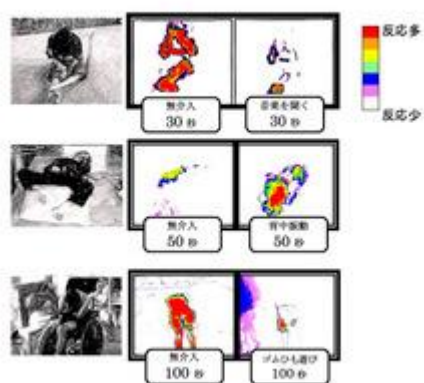 反応多
反応少
無介入
30 秒
音楽を聞く
30 秒
無介入
50 秒
背中振動
50 秒
無介入
100 秒
ゴムひも遊び
100 秒